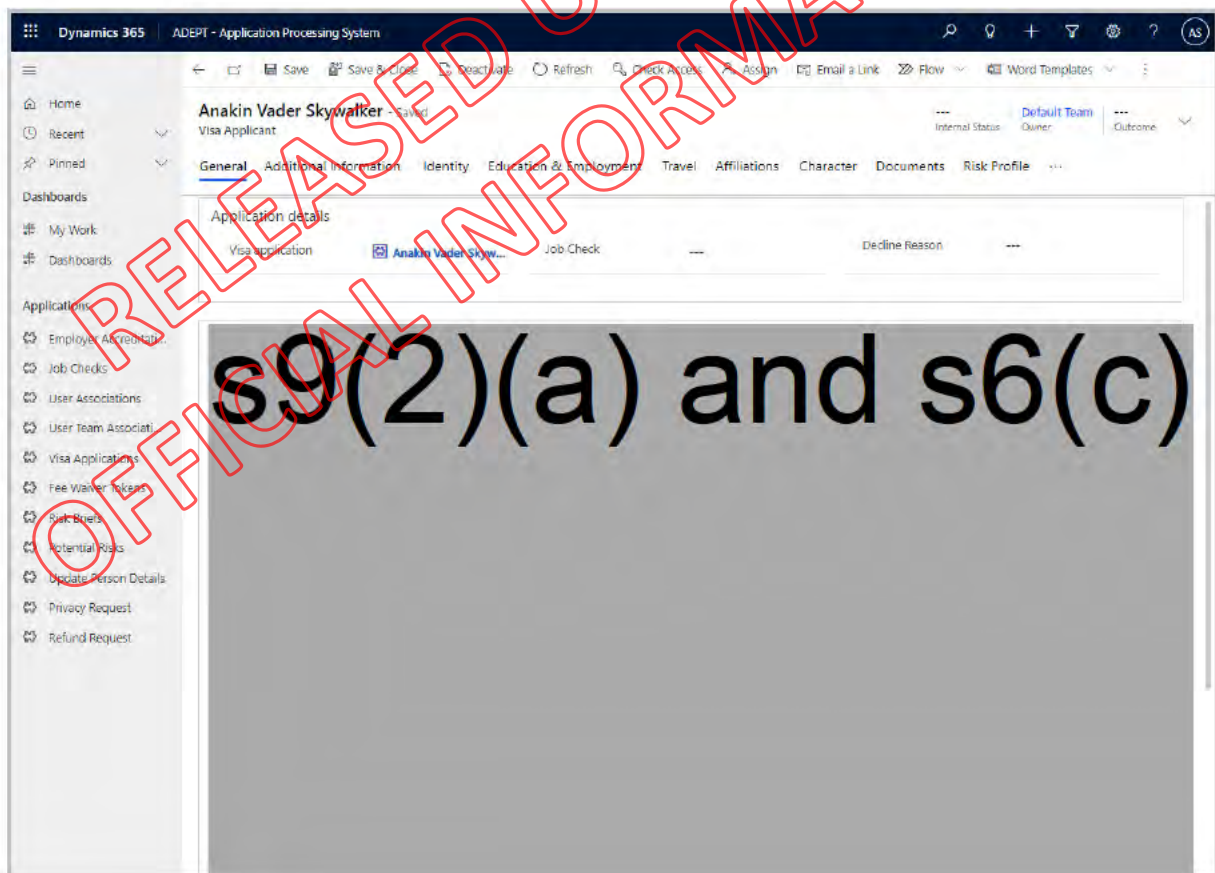 Dynamics 365 ADEPT - Application Processing System ? AS
Save Save & Close Deactivate Refresh Check Access Assign Email a Link Flow Word Templates
Home
Recent
Pinned
Dashboards
My Work
Dashboards
Applications
Employer Accreditati...
Job Checks
User Associations
User Team Associati...
Visa Applications
Fee Waiver Tokens
Risk Briefs
Potential Risks
Update Person Details
Privacy Request
Refund Request
Anakin Vader Skywalker - Saved
Visa Applicant
--- Internal Status
Default Team Owner
--- Outcome
General Additional Information Identity Education & Employment Travel Affiliations Character Documents Risk Profile ...
Application details
Visa application Anakin Vader Skyw... Job Check --- Decline Reason ---
s9(2)(a) and s6(c)
RELEASED U
OFFICIAL INFORMA